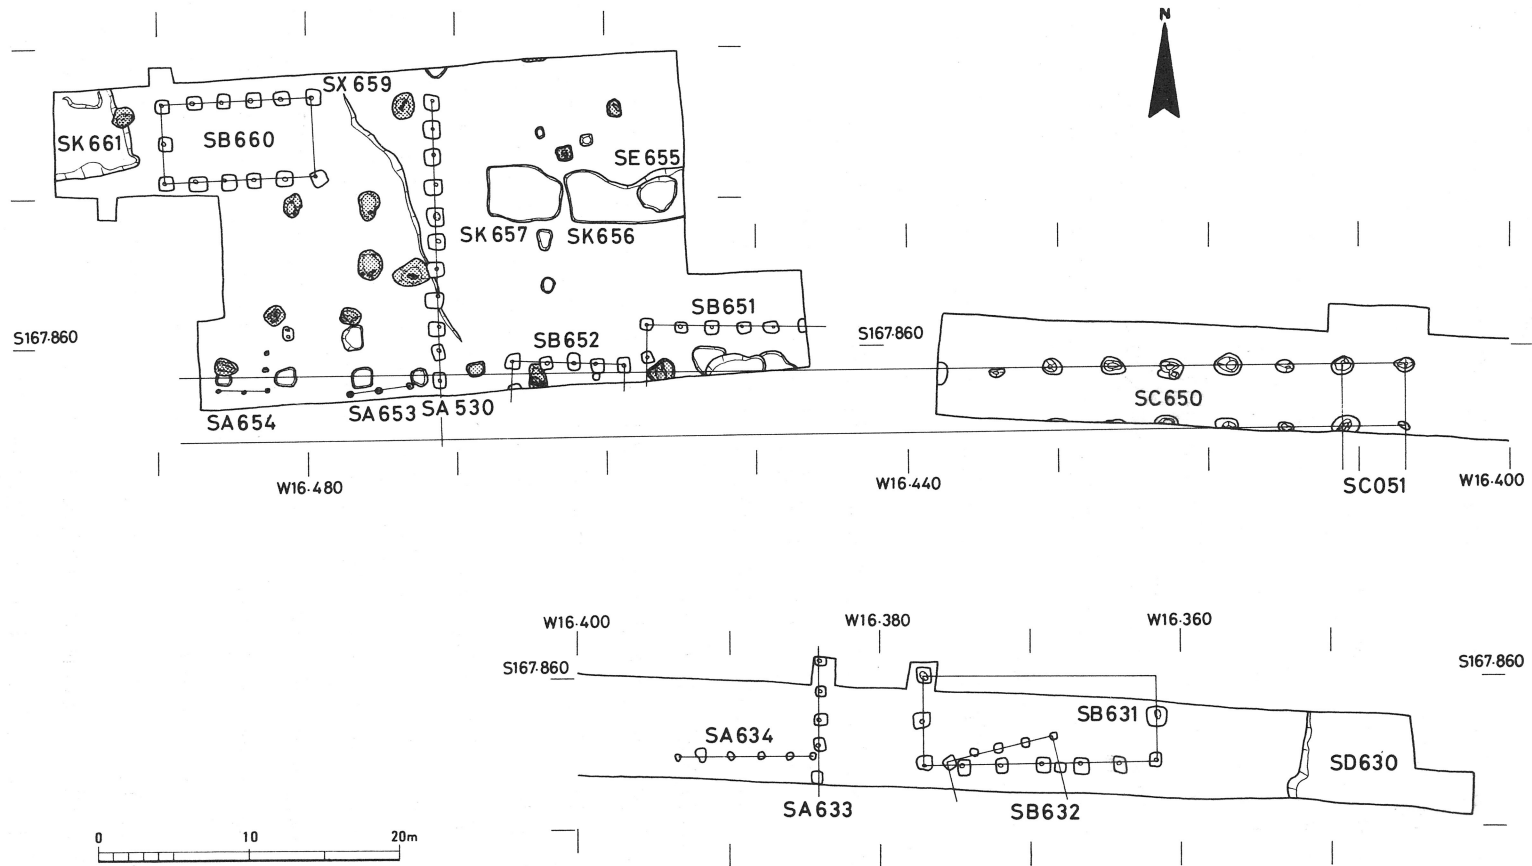 N
SX 659
SK 661
SB 660
SE 655
SK 657
SK 656
SB 651
S167·860
SB 652
S167·860
SC 650
SA 654
SA 653
SA 530
W16·480
W16·440
SC 051
W16·400
W16·400
W16·380
W16·360
S167·860
S167·860
SB 631
SA 634
SD 630
SA 633
SB 632
0
10
20m